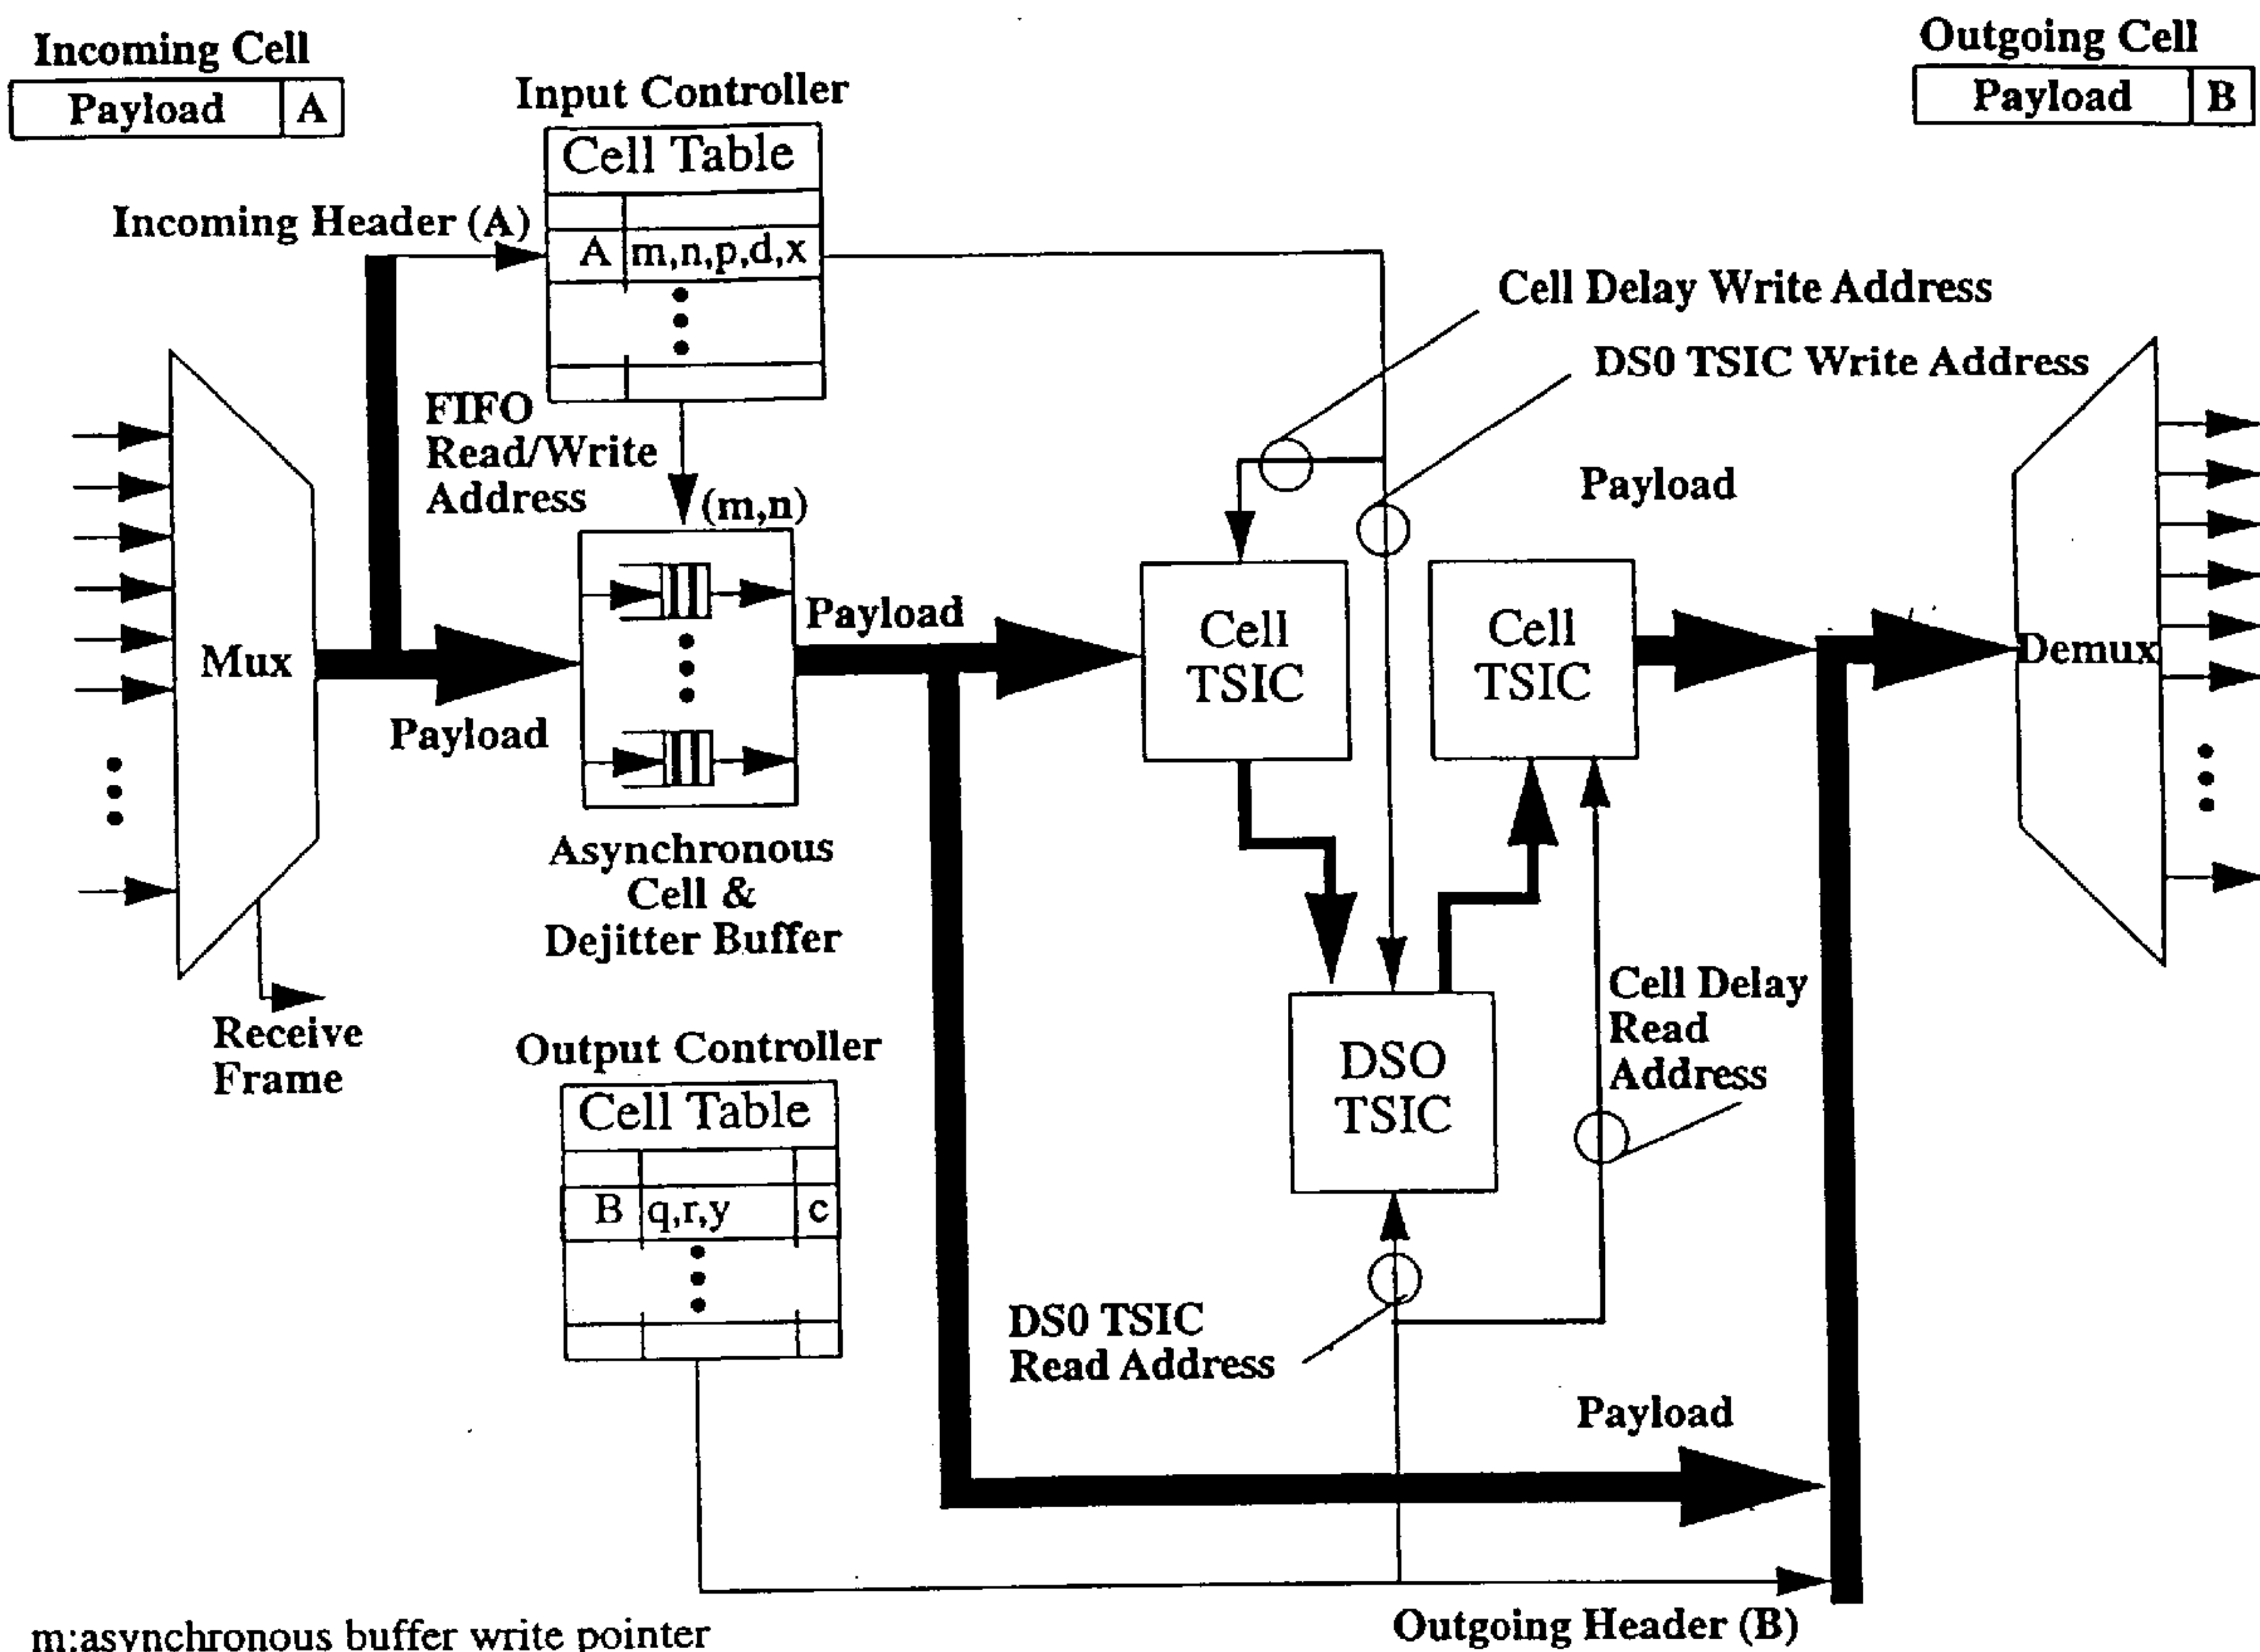 Incoming Cell
Payload A
Outgoing Cell
Payload B
Input Controller
Cell Table
Incoming Header (A)
A m,n,p,d,x
Cell Delay Write Address
DS0 TSIC Write Address
FIFO
Read/Write
Address
(m,n)
Payload
Payload
Mux
Payload
Cell
TSIC
Cell
TSIC
Demux
Asynchronous
Cell &
Dejitter Buffer
Receive
Frame
Output Controller
Cell Table
B q,r,y c
DSO
TSIC
Cell Delay
Read
Address
DS0 TSIC
Read Address
Payload
Outgoing Header (B)
m:asynchronous buffer write pointer